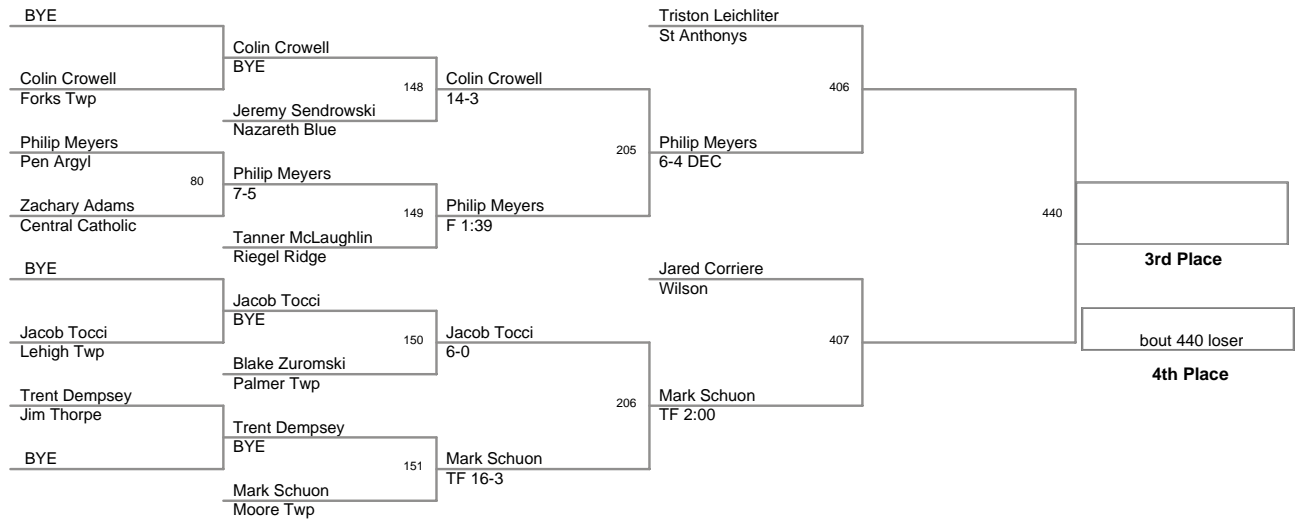 BYE
Colin Crowell
Forks Twp
Philip Meyers
Pen Argyl
80
Zachary Adams
Central Catholic
BYE
Jacob Tocci
Lehigh Twp
Trent Dempsey
Jim Thorpe
BYE
Colin Crowell
BYE
148
Jeremy Sendrowski
Nazareth Blue
Philip Meyers
7-5
149
Tanner McLaughlin
Riegel Ridge
Jacob Tocci
BYE
150
Blake Zuromski
Palmer Twp
Trent Dempsey
BYE
151
Mark Schuon
Moore Twp
Colin Crowell
14-3
205
Philip Meyers
F 1:39
Jacob Tocci
6-0
206
Mark Schuon
TF 16-3
Triston Leichliter
St Anthonys
406
Philip Meyers
6-4 DEC
Jared Corriere
Wilson
407
Mark Schuon
TF 2:00
440
3rd Place
bout 440 loser
4th Place